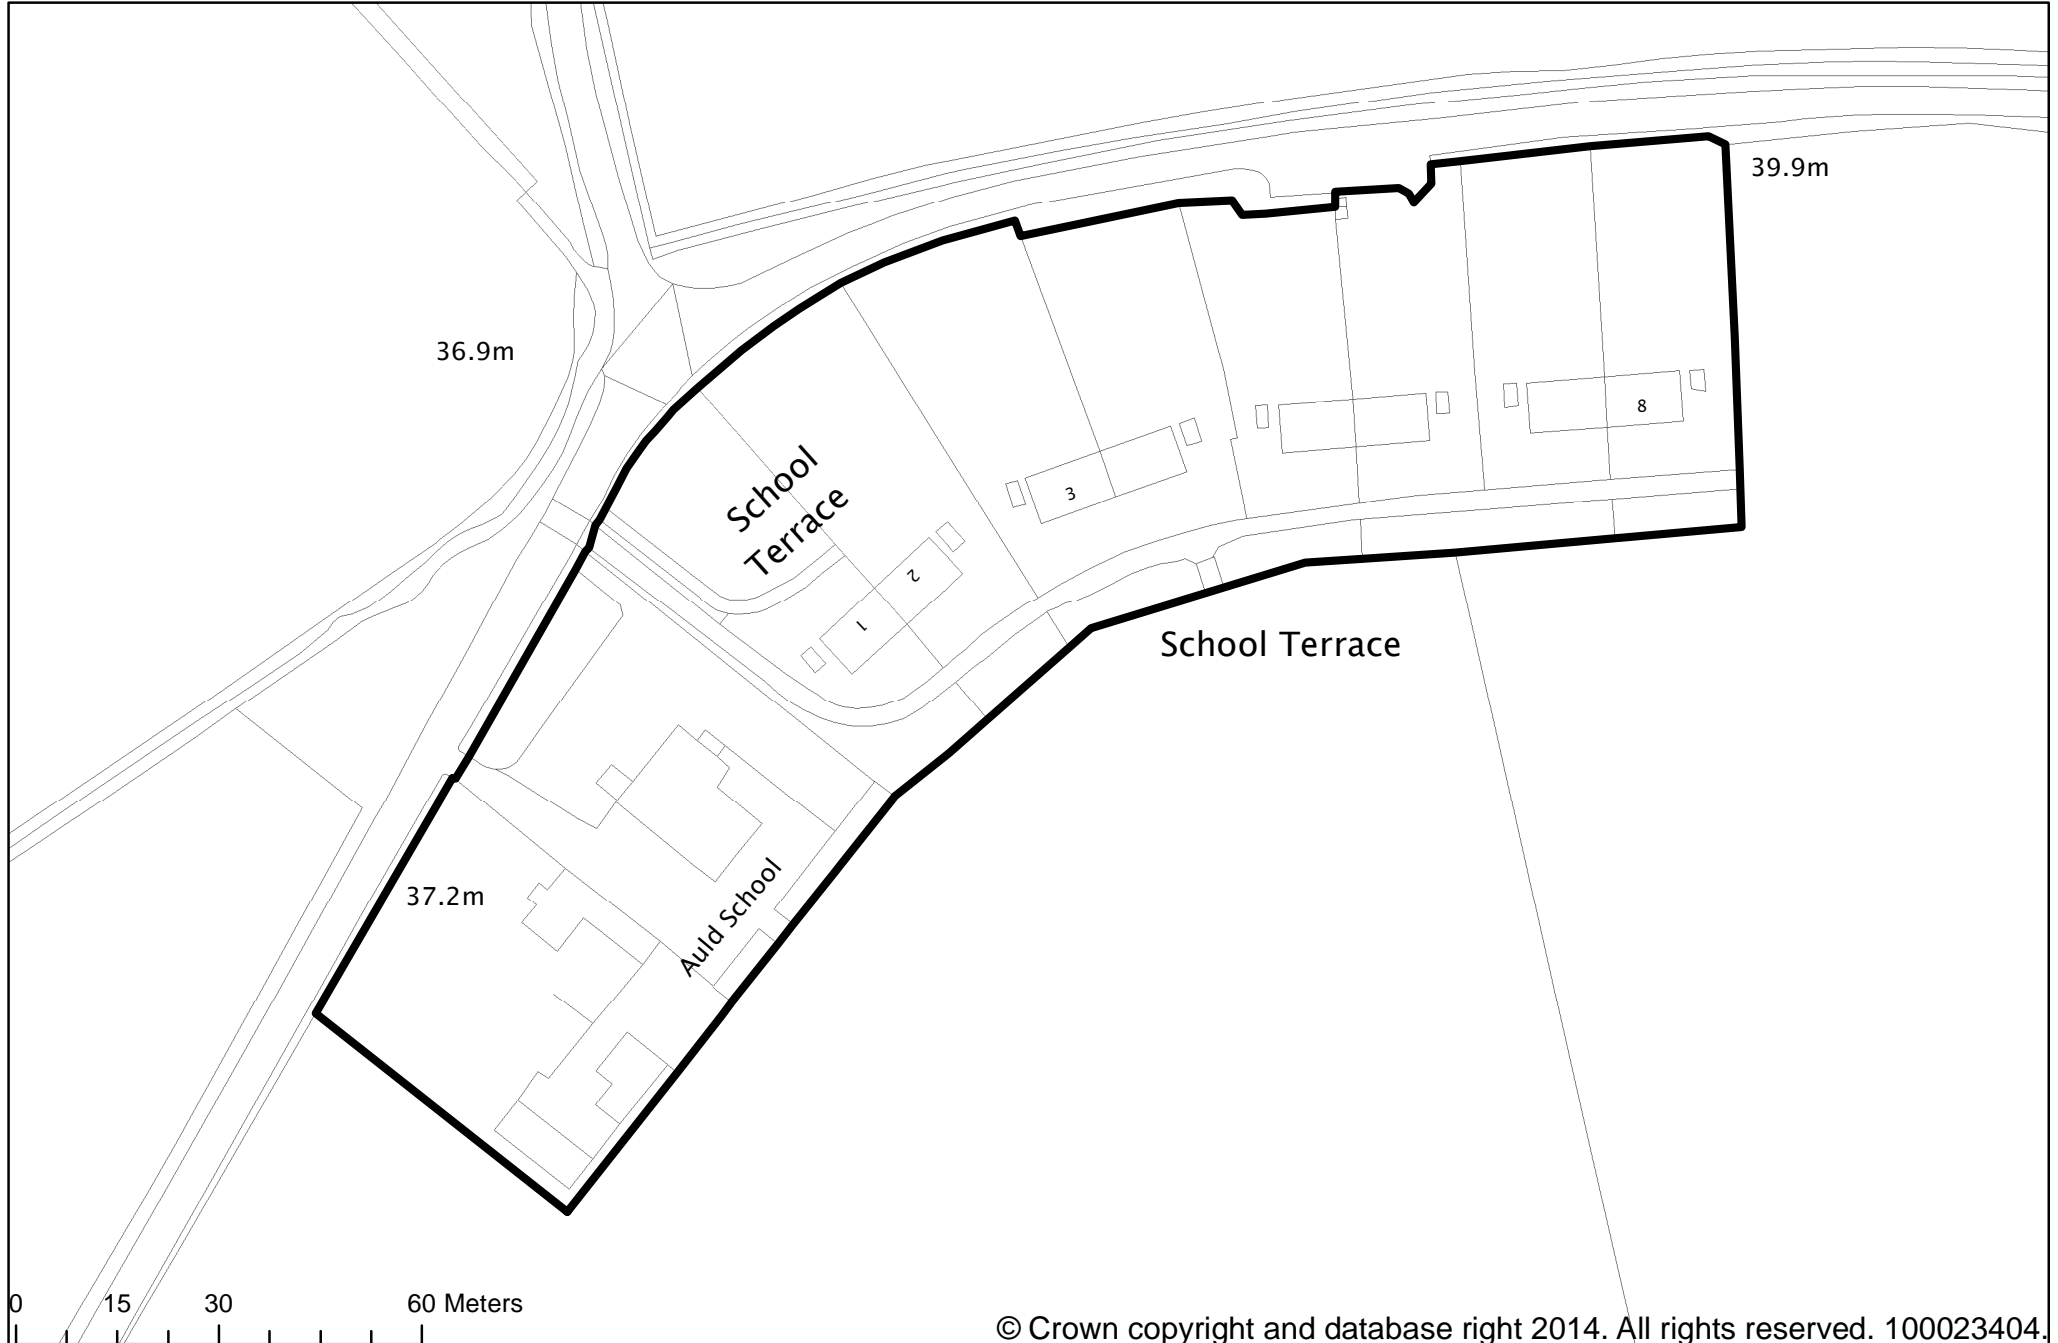 39.9m
36.9m
8
School
Terrace
3
2
1
School Terrace
37.2m
Auld School
0 15 30 60 Meters
© Crown copyright and database right 2014. All rights reserved. 100023404.